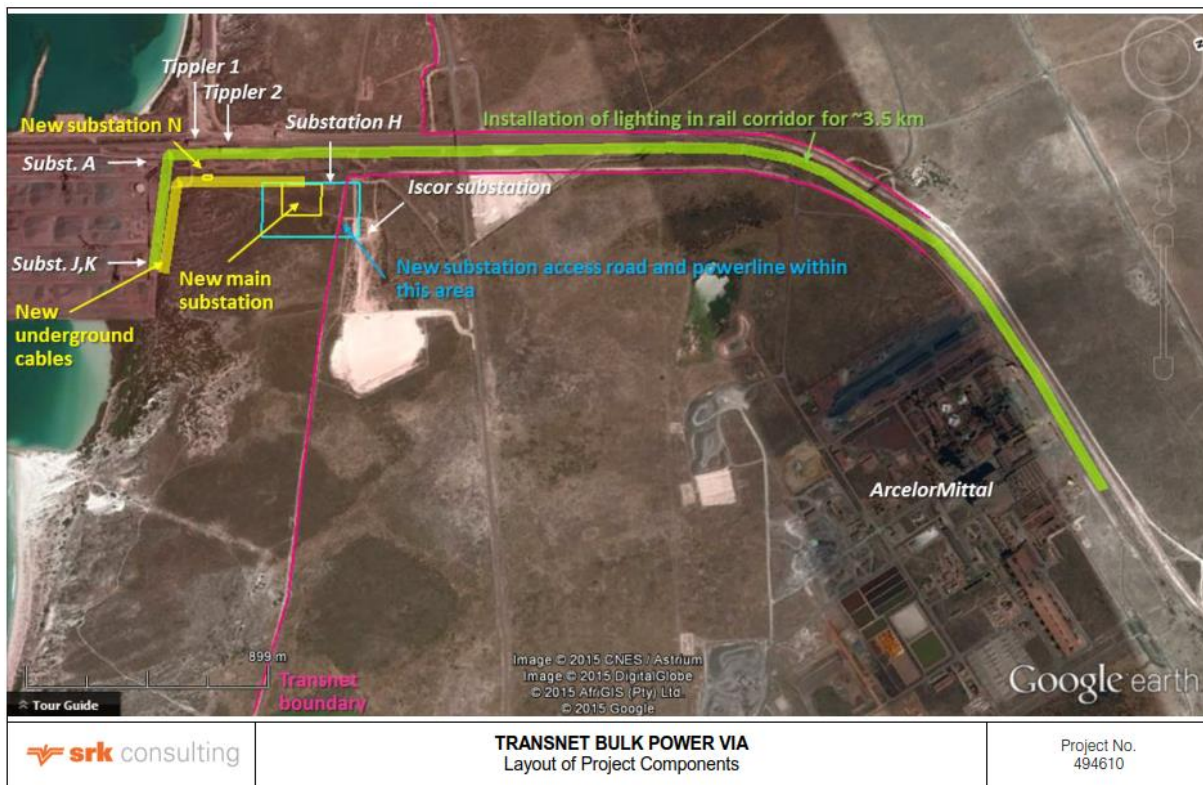 Tippler 1
Tippler 2
New substation N
Substation H
Installation of lighting in rail corridor for ~3.5 km
Subst. A
Iscor substation
Subst. J,K
New main
substation
New substation access road and powerline within
this area
New
underground
cables
ArcelorMittal
899 m
Transnet
boundary
Image © 2015 CNES / Astrium
Image © 2015 DigitalGlobe
© 2015 AfriGIS (Pty) Ltd.
© 2015 Google
Google earth
Tour Guide
srk consulting
TRANSNET BULK POWER VIA
Layout of Project Components
Project No.
494610